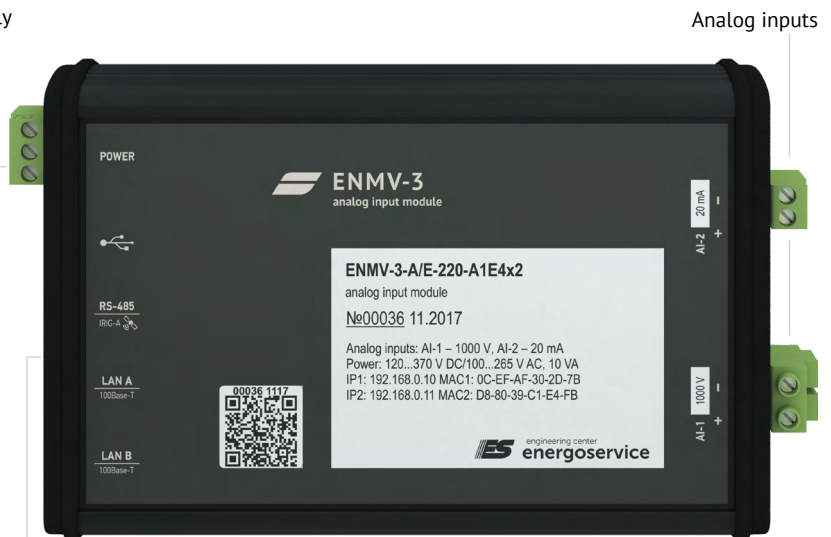 ly
Analog inputs
POWER
ENMV-3
analog input module
20 mA
–
AI-2
+
RS-485
IRIG-A
LAN A
100Base-T
LAN B
100Base-T
00036 1117
ENMV-3-A/E-220-A1E4x2
analog input module
№00036 11.2017
Analog inputs: AI-1 – 1000 V, AI-2 – 20 mA
Power: 120...370 V DC/100...265 V AC, 10 VA
IP1: 192.168.0.10 MAC1: 0C-EF-AF-30-2D-7B
IP2: 192.168.0.11 MAC2: D8-80-39-C1-E4-FB
ES engineering center
energoservice
1000 V
–
AI-1
+